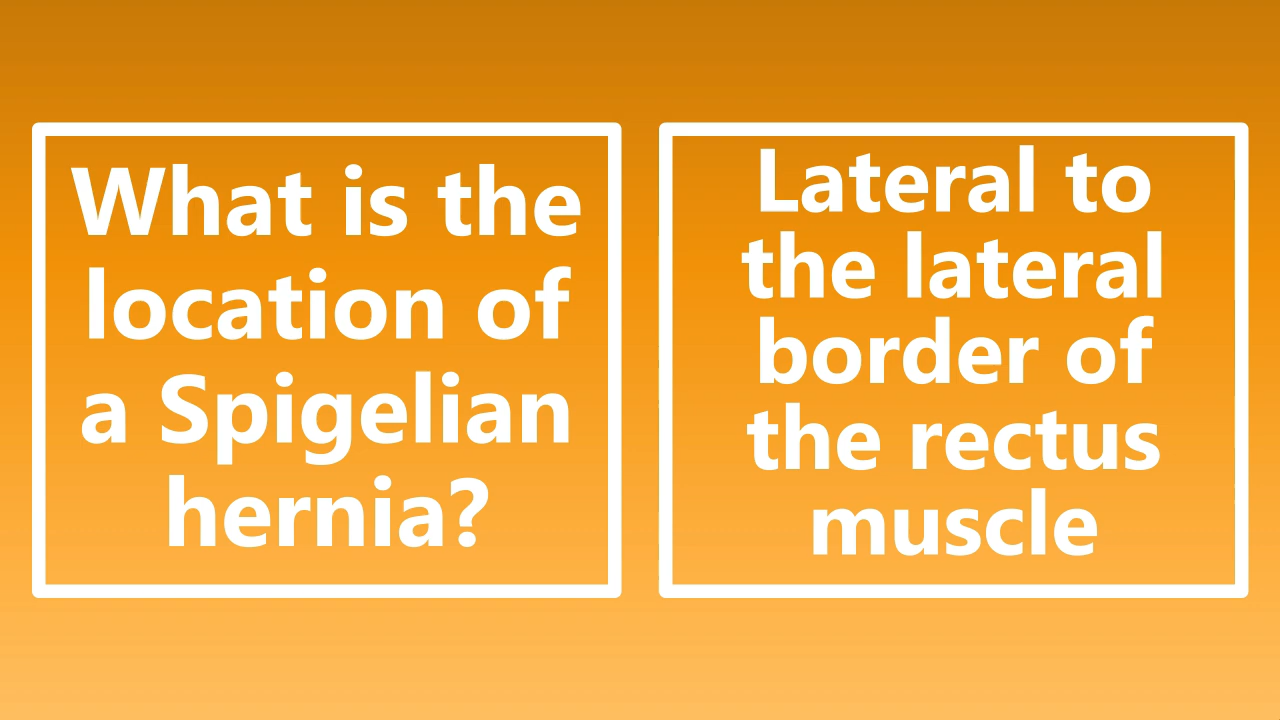 What is the
location of
a Spigelian
hernia?
Lateral to
the lateral
border of
the rectus
muscle